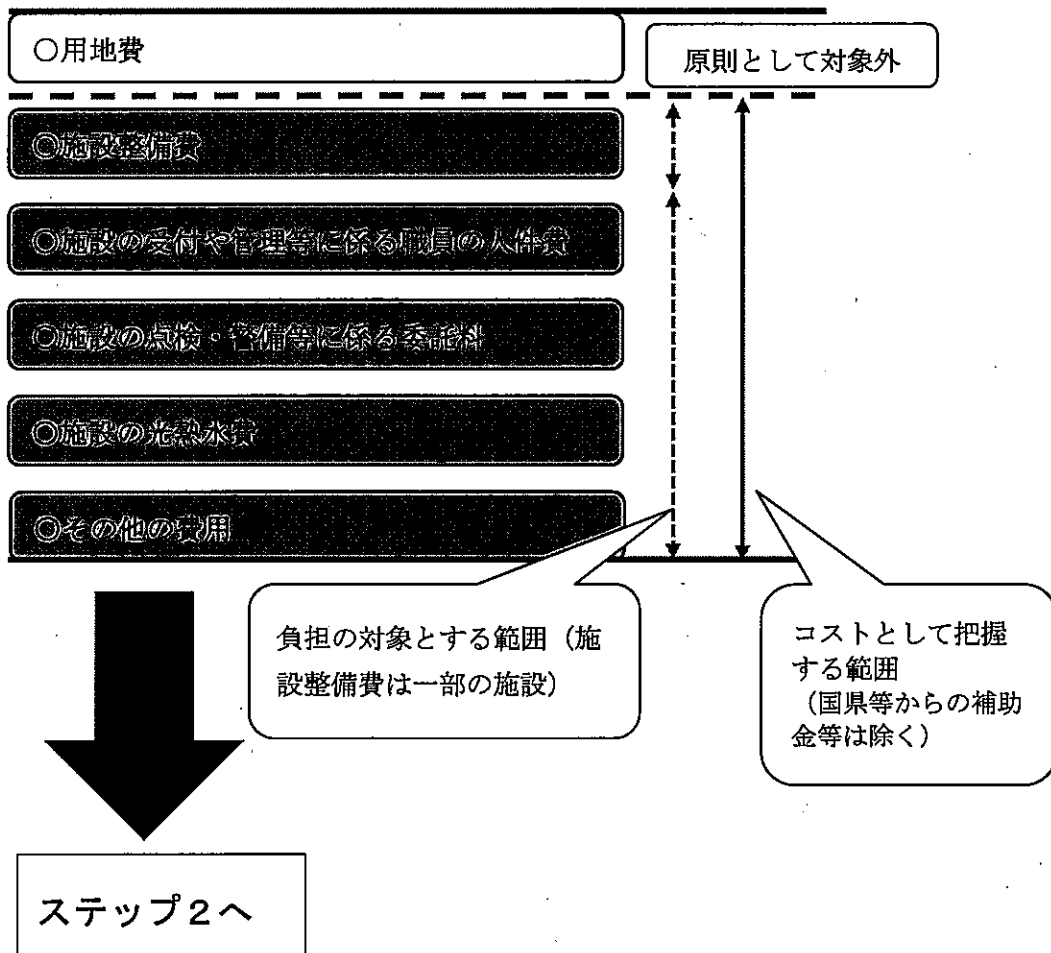 ○用地費
原則として対象外
◎施設整備費
◎施設の受付や管理等に係る職員の人件費
◎施設の点検・警備等に係る委託料
◎施設の光熱水費
◎その他の費用
負担の対象とする範囲（施
設整備費は一部の施設）
コストとして把握
する範囲
（国県等からの補助
金等は除く）
ステップ２へ